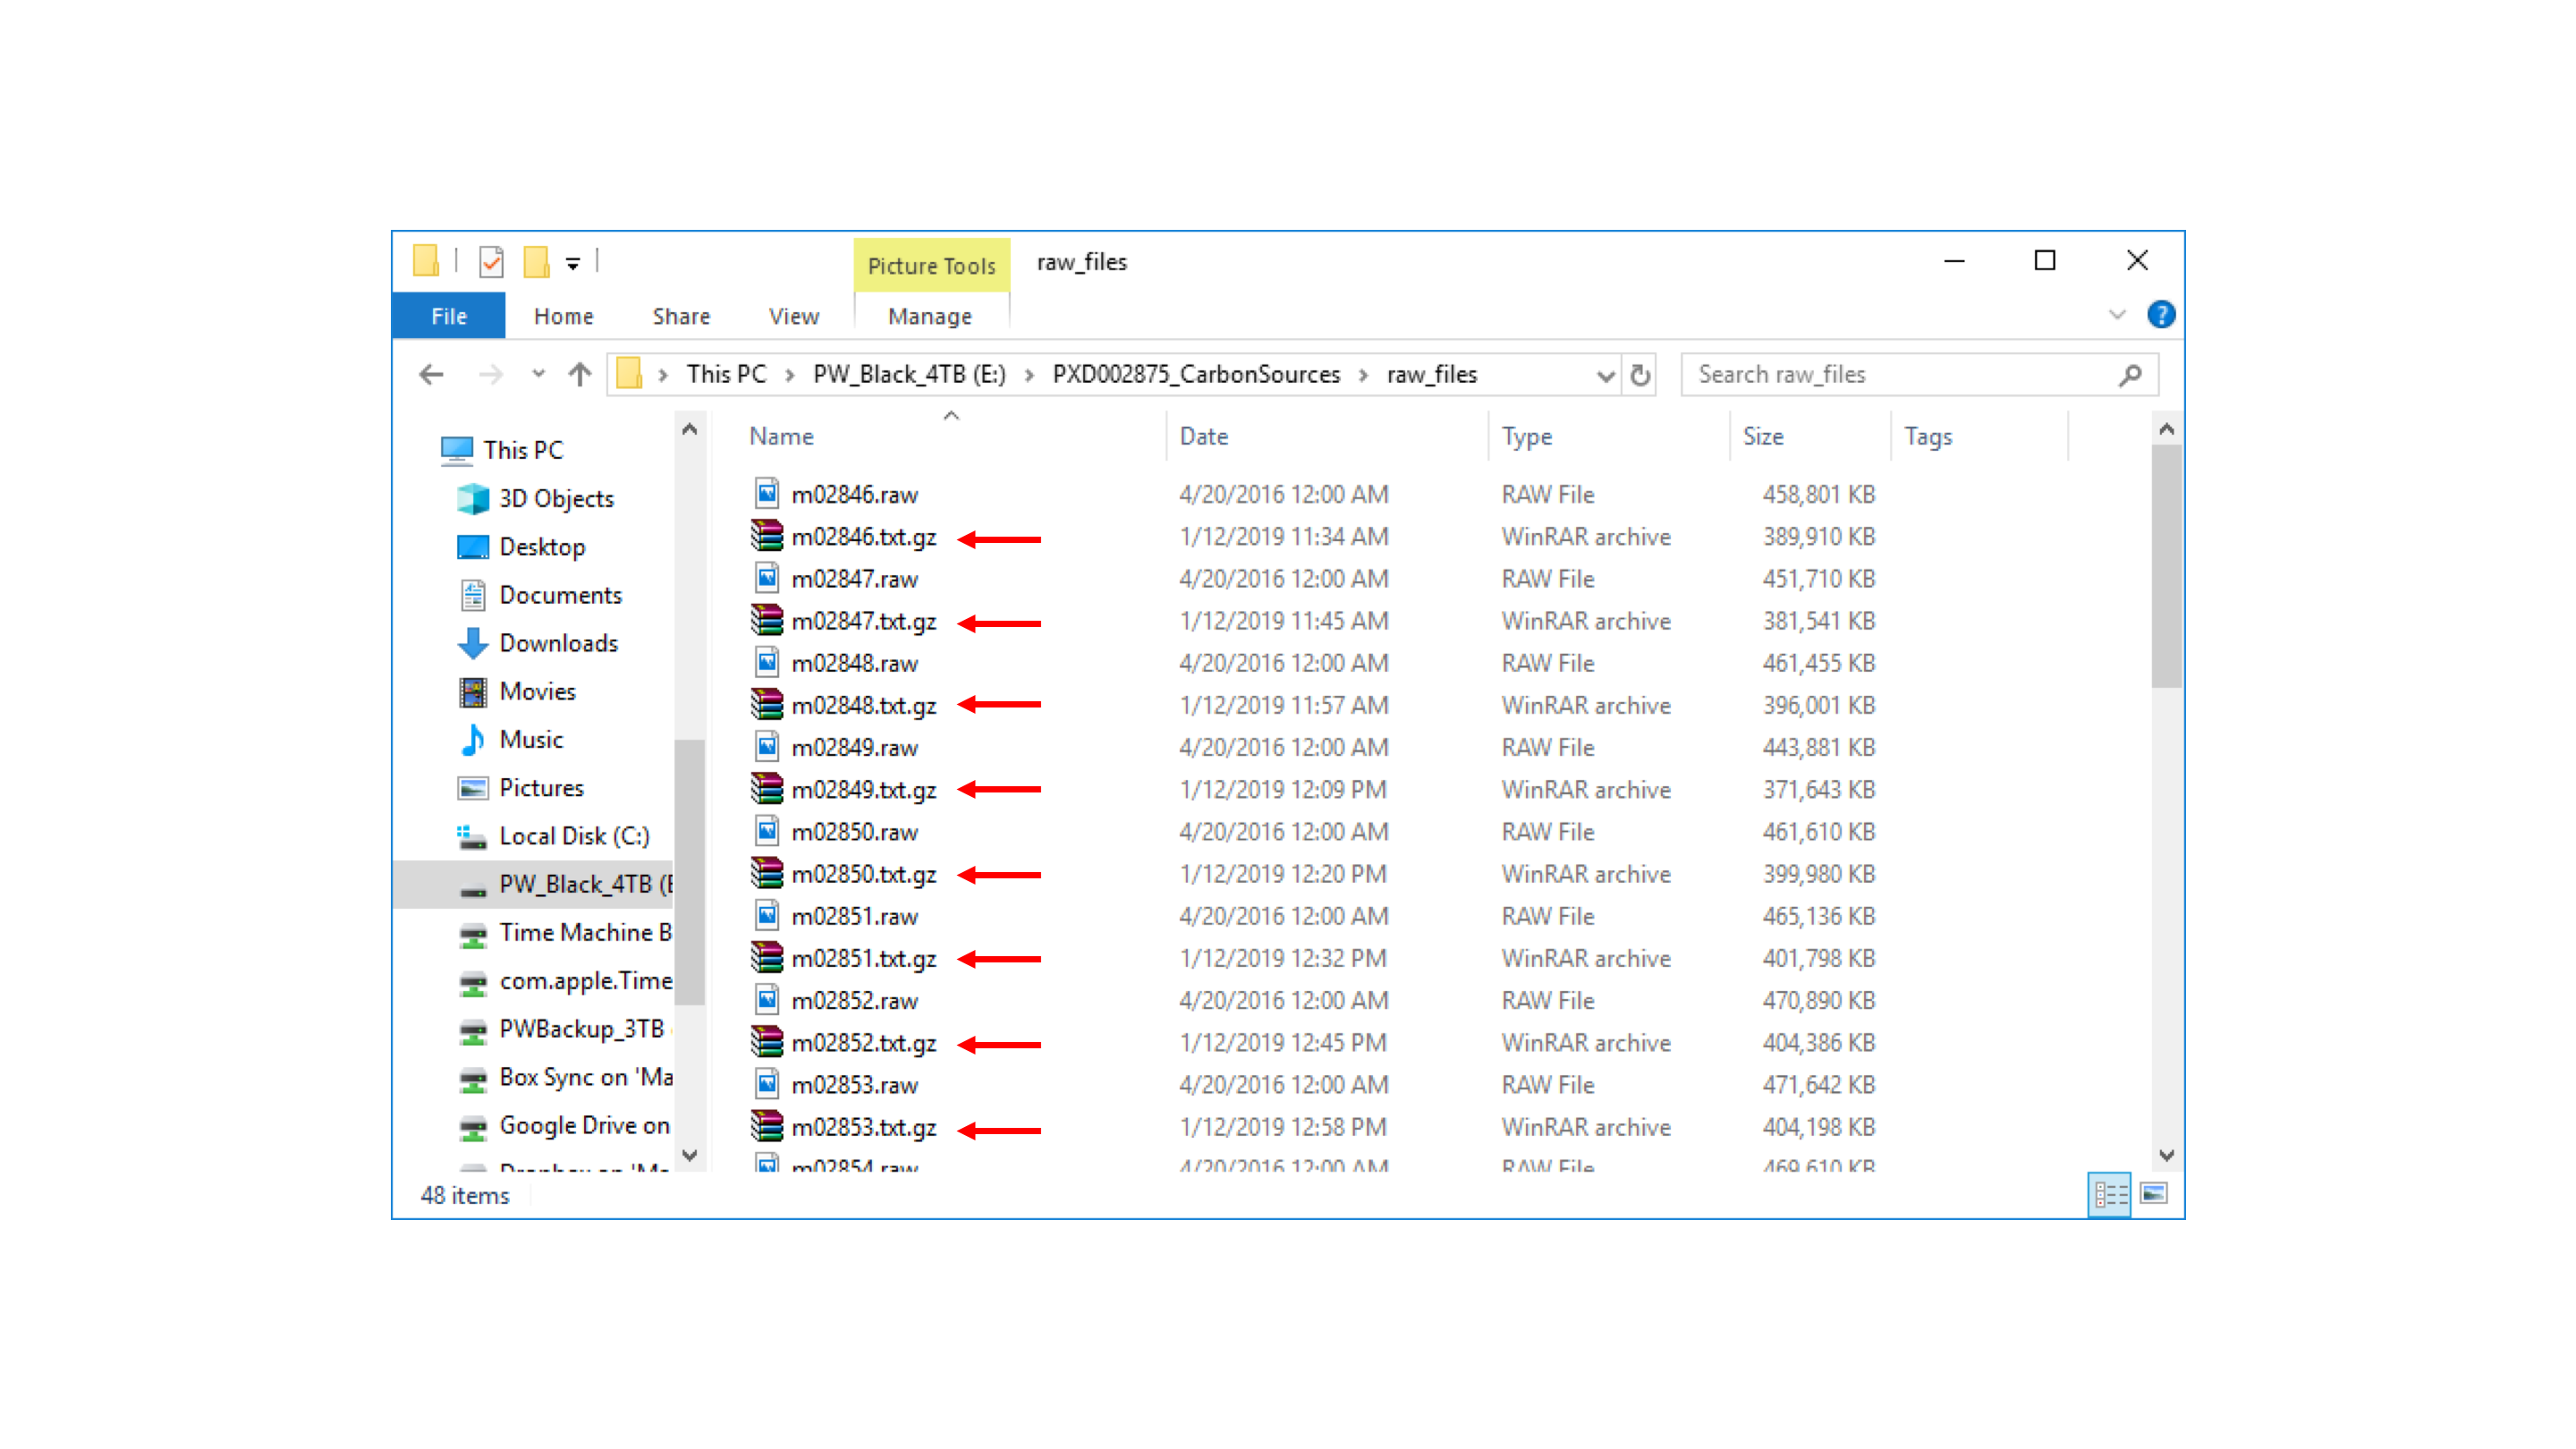 Picture Tools raw_files
File Home Share View Manage
This PC PW_Black_4TB (E:) PXD002875_CarbonSources raw_files Search raw_files
This PC
3D Objects
Desktop
Documents
Downloads
Movies
Music
Pictures
Local Disk (C:)
PW_Black_4TB (E
Time Machine B
com.apple.Time
PWBackup_3TB
Box Sync on 'Ma
Google Drive on
Name Date Type Size Tags
m02846.raw 4/20/2016 12:00 AM RAW File 458,801 KB
m02846.txt.gz 1/12/2019 11:34 AM WinRAR archive 389,910 KB
m02847.raw 4/20/2016 12:00 AM RAW File 451,710 KB
m02847.txt.gz 1/12/2019 11:45 AM WinRAR archive 381,541 KB
m02848.raw 4/20/2016 12:00 AM RAW File 461,455 KB
m02848.txt.gz 1/12/2019 11:57 AM WinRAR archive 396,001 KB
m02849.raw 4/20/2016 12:00 AM RAW File 443,881 KB
m02849.txt.gz 1/12/2019 12:09 PM WinRAR archive 371,643 KB
m02850.raw 4/20/2016 12:00 AM RAW File 461,610 KB
m02850.txt.gz 1/12/2019 12:20 PM WinRAR archive 399,980 KB
m02851.raw 4/20/2016 12:00 AM RAW File 465,136 KB
m02851.txt.gz 1/12/2019 12:32 PM WinRAR archive 401,798 KB
m02852.raw 4/20/2016 12:00 AM RAW File 470,890 KB
m02852.txt.gz 1/12/2019 12:45 PM WinRAR archive 404,386 KB
m02853.raw 4/20/2016 12:00 AM RAW File 471,642 KB
m02853.txt.gz 1/12/2019 12:58 PM WinRAR archive 404,198 KB
m02854.raw 4/20/2016 12:00 AM RAW File 469,610 KB
48 items